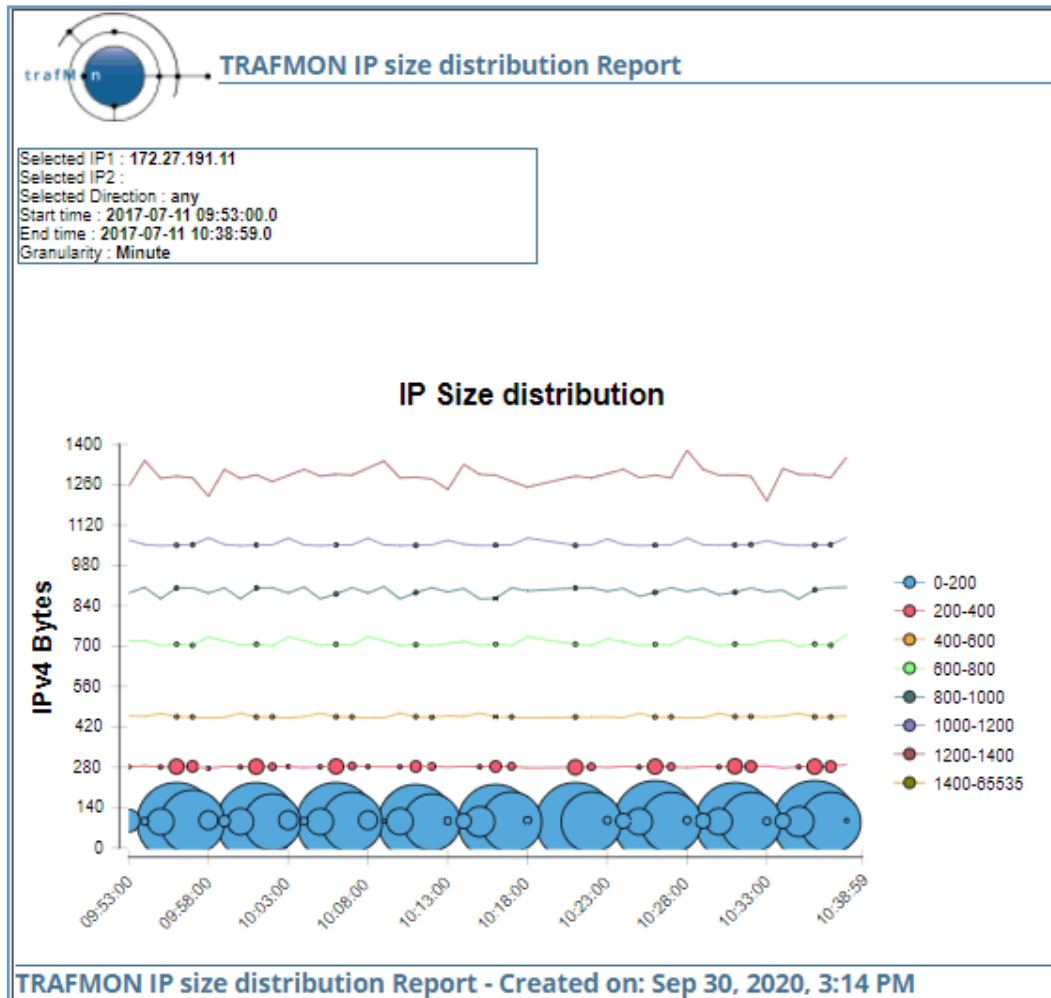 trafM n
TRAFMON IP size distribution Report
Selected IP1 : 172.27.191.11
Selected IP2 :
Selected Direction : any
Start time : 2017-07-11 09:53:00.0
End time : 2017-07-11 10:38:59.0
Granularity : Minute
IP Size distribution
IPv4 Bytes
1400
1260
1120
980
840
700
560
420
280
140
0
09:53:00
09:58:00
10:03:00
10:08:00
10:13:00
10:18:00
10:23:00
10:28:00
10:33:00
10:38:59
0-200
200-400
400-600
600-800
800-1000
1000-1200
1200-1400
1400-65535
TRAFMON IP size distribution Report - Created on: Sep 30, 2020, 3:14 PM